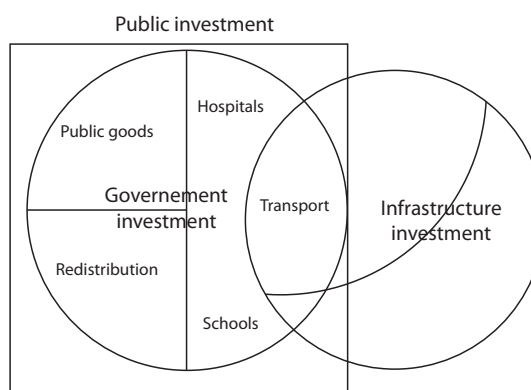 Public investment
Hospitals
Public goods
Governement
investment
Transport
Infrastructure
investment
Redistribution
Schools